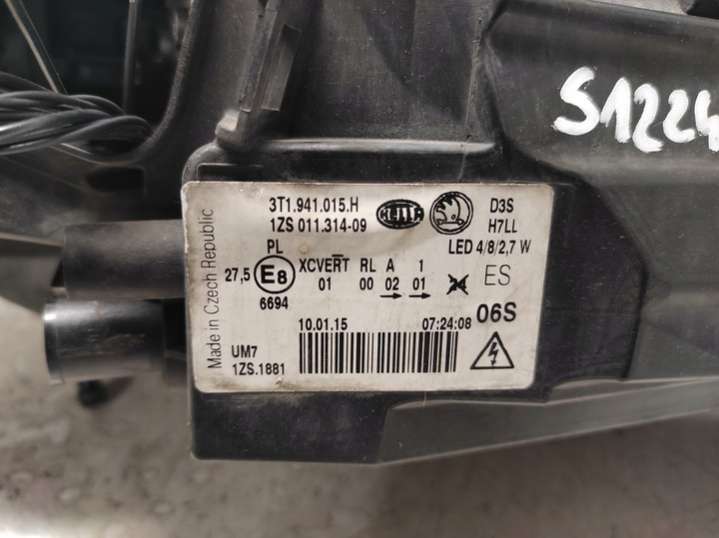 S1224
3T1.941.015.H
1ZS 011.314-09
HELLA
D3S
H7LL
LED 4/8/2,7 W
PL
27,5 E8
6694
XCVERT RL A 1
01 00 02 01
ES
06S
10.01.15 07:24:08
UM7
1ZS.1881
Made in Czech Republic